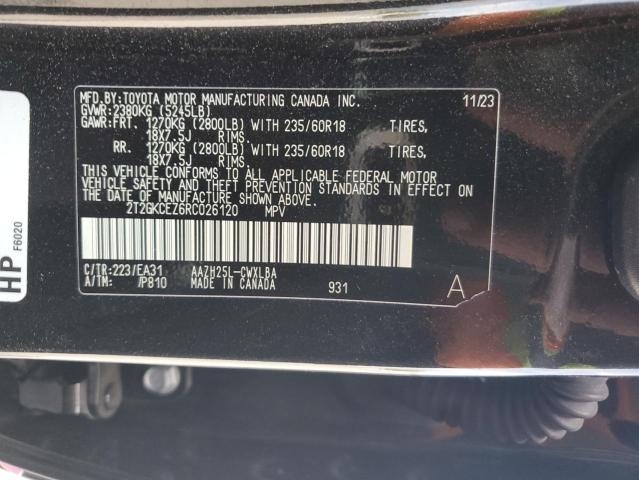 MFD.BY:TOYOTA MOTOR MANUFACTURING CANADA INC. 11/23
GVWR:2380KG (5245LB)
GAWR:FRT. 1270KG (2800LB) WITH 235/60R18 TIRES,
18X7.5J RIMS.
RR. 1270KG (2800LB) WITH 235/60R18 TIRES,
18X7.5J RIMS.
THIS VEHICLE CONFORMS TO ALL APPLICABLE FEDERAL MOTOR
VEHICLE SAFETY AND THEFT PREVENTION STANDARDS IN EFFECT ON
THE DATE OF MANUFACTURE SHOWN ABOVE.
2T2GKCEZ6RC026120 MPV
C/TR:223/EA31 AAZH25L-CWXLBA
A/TM: /P810 MADE IN CANADA 931
A
HP F6020